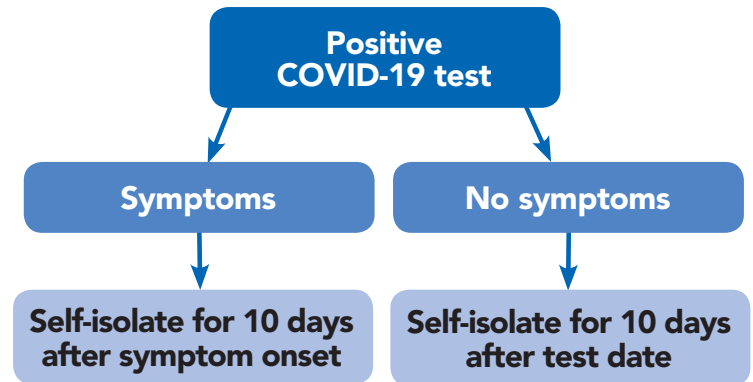 Positive
COVID-19 test
Symptoms
No symptoms
Self-isolate for 10 days
after symptom onset
Self-isolate for 10 days
after test date